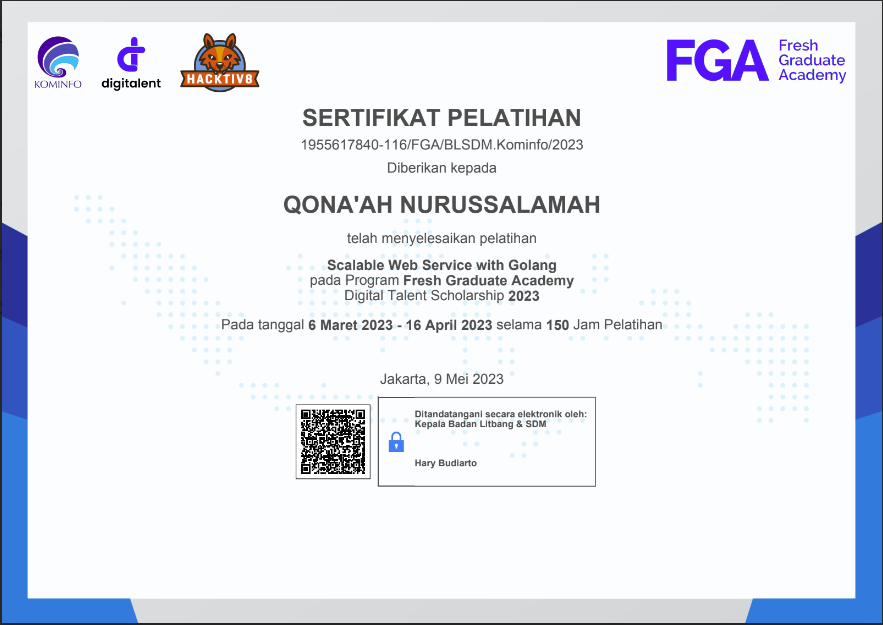 KOMINFO
digitalent
HACKTIV8
FGA
Fresh
Graduate
Academy
SERTIFIKAT PELATIHAN
1955617840-116/FGA/BLSDM.Kominfo/2023
Diberikan kepada
QONA'AH NURUSSALAMAH
telah menyelesaikan pelatihan
Scalable Web Service with Golang
pada Program Fresh Graduate Academy
Digital Talent Scholarship 2023
Pada tanggal 6 Maret 2023 - 16 April 2023 selama 150 Jam Pelatihan
Jakarta, 9 Mei 2023
Ditandatangani secara elektronik oleh:
Kepala Badan Litbang & SDM
Hary Budiarto